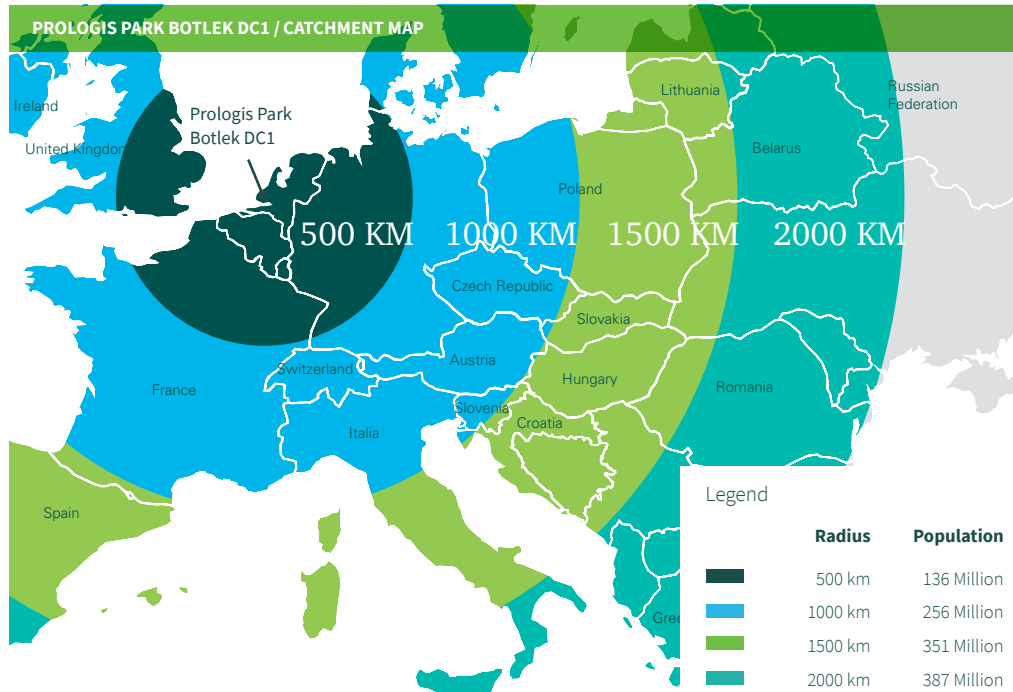 PROLOGIS PARK BOTLEK DC1 / CATCHMENT MAP
Ireland
United Kingdom
Prologis Park
Botlek DC1
Lithuania
Russian
Federation
Belarus
Poland
500 KM 1000 KM 1500 KM 2000 KM
Czech Republic
Slovakia
Switzerland
Austria
France
Hungary
Romania
Slovenia
Italia
Croatia
Spain
Gree
Legend
Radius Population
500 km 136 Million
1000 km 256 Million
1500 km 351 Million
2000 km 387 Million